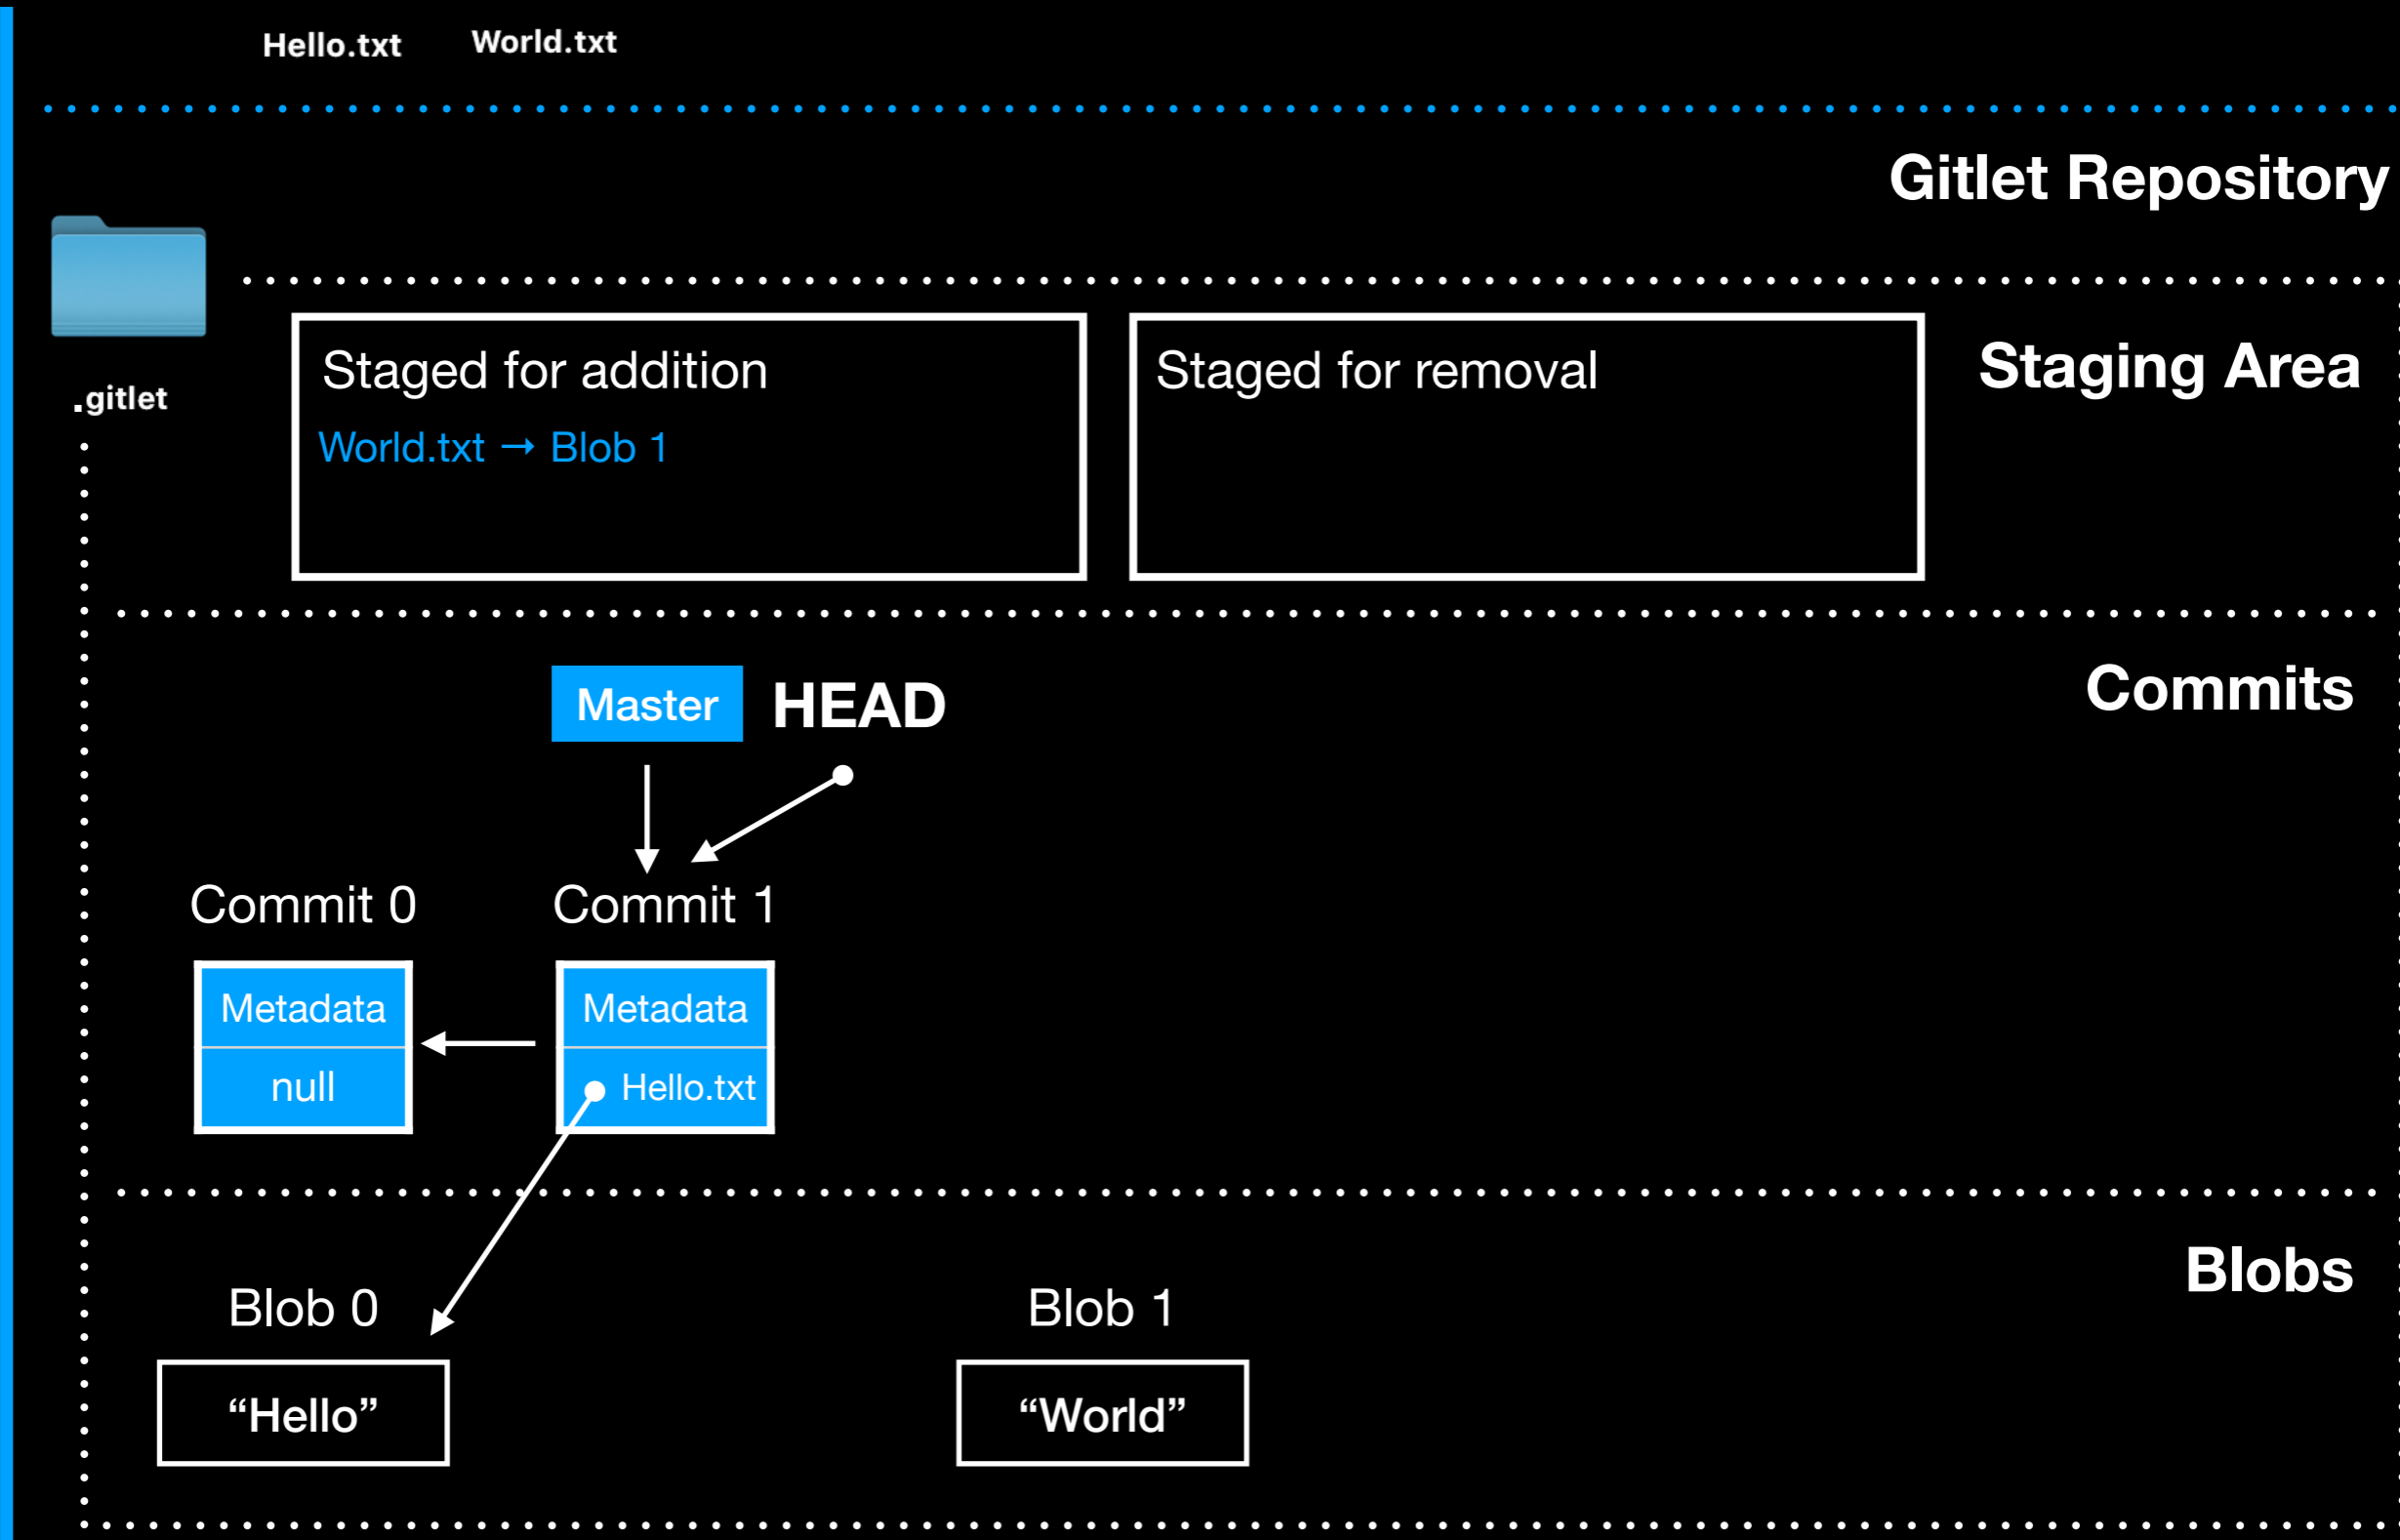 Hello.txt World.txt
Gitlet Repository
.gitlet
Staged for addition
World.txt → Blob 1
Staged for removal
Staging Area
Commits
Master HEAD
Commit 0 Commit 1
Metadata Metadata
null Hello.txt
Blobs
Blob 0 Blob 1
“Hello” “World”